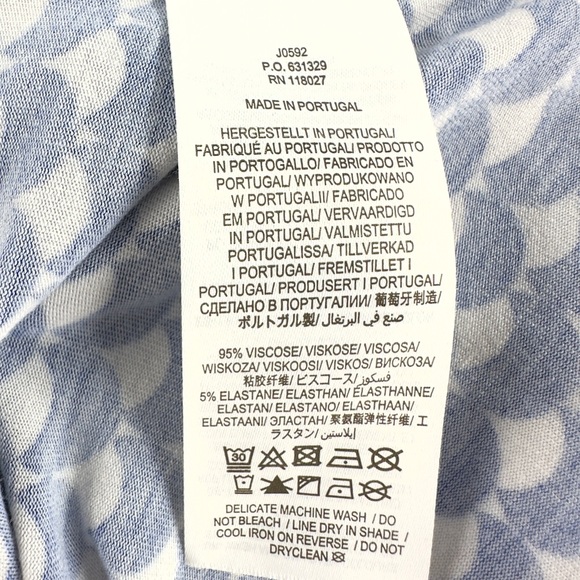 J0592
P.O. 631329
RN 118027
MADE IN PORTUGAL
HERGESTELLT IN PORTUGAL/
FABRIQUÉ AU PORTUGAL/ PRODOTTO
IN PORTOGALLO/ FABRICADO EN
PORTUGAL/ WYPRODUKOWANO
W PORTUGALII/ FABRICADO
EM PORTUGAL/ VERVAARDIGD
IN PORTUGAL/ VALMISTETTU
PORTUGALISSA/ TILLVERKAD
I PORTUGAL/ FREMSTILLET I
PORTUGAL/ PRODUSERT I PORTUGAL/
СДЕЛАНО В ПОРТУГАЛИИ/ 葡萄牙制造/
ポルトガル製/ صنع في البرتغال
95% VISCOSE/ VISKOSE/ VISCOSA/
WISKOZA/ VISKOOSI/ VISKOS/ ВИСКОЗА/
粘胶纤维/ ビスコース/ فسكوز
5% ELASTANE/ ELASTHAN/ ÉLASTHANNE/
ELASTAN/ ELASTANO/ ELASTHAAN/
ELASTAANI/ ЭЛАСТАН/ 聚氨酯弹性纤维/ エ
ラスタン/ إيلاستين
30
DELICATE MACHINE WASH / DO
NOT BLEACH / LINE DRY IN SHADE /
COOL IRON ON REVERSE / DO NOT
DRYCLEAN